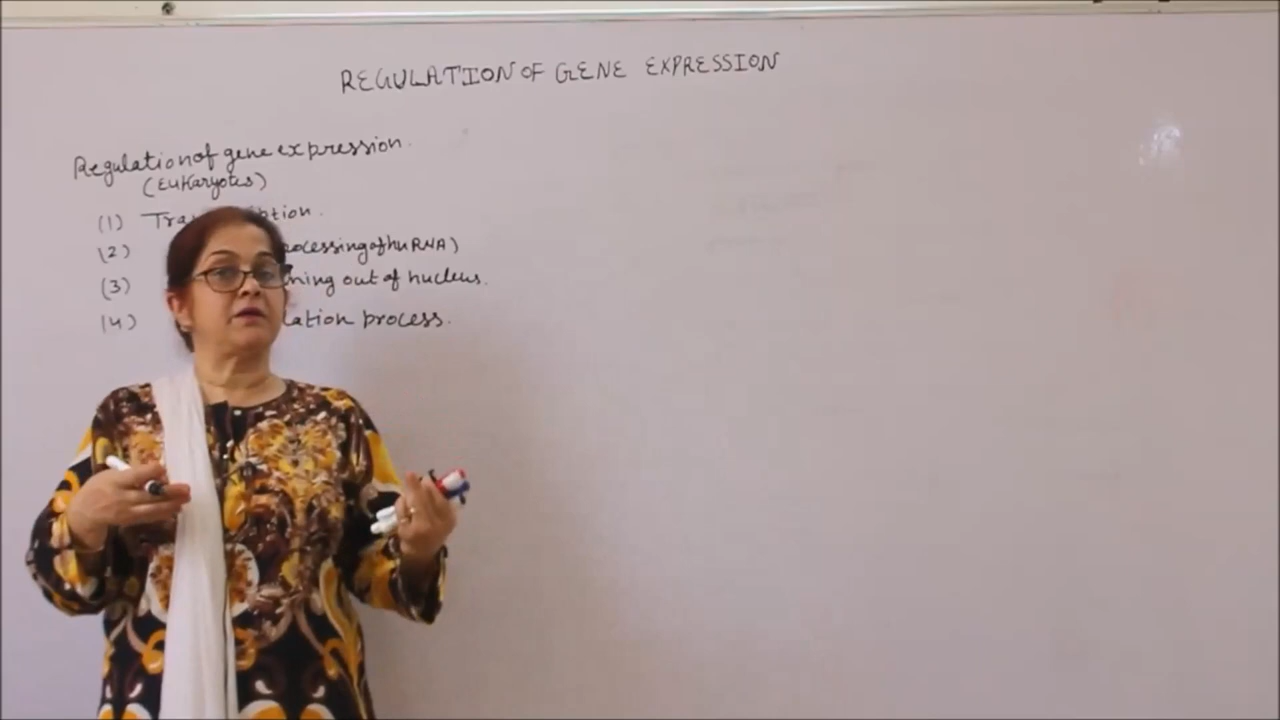 REGULATION OF GENE EXPRESSION
Regulation of gene expression.
(Eukaryotes)
(1)
(2) ocessing of hnRNA)
(3) ning out of nucleus.
(4) lation process.